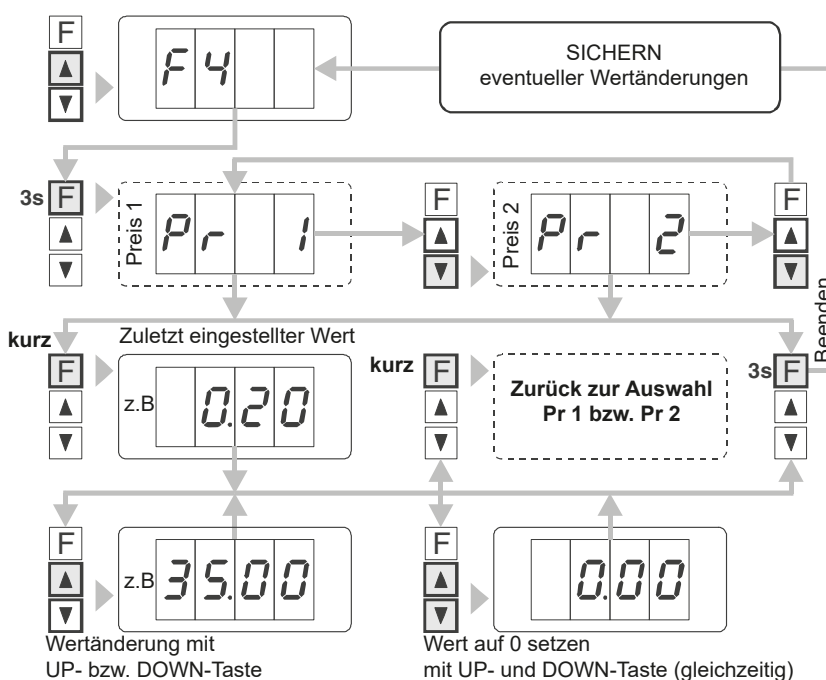 F
▲
▼
F4
SICHERN
eventueller Wertänderungen
3s
F
▲
▼
Preis 1
Pr 1
F
▲
▼
Preis 2
Pr 2
F
▲
▼
Beenden
kurz
Zuletzt eingestellter Wert
F
▲
▼
z.B
0.20
kurz
F
▲
▼
Zurück zur Auswahl
Pr 1 bzw. Pr 2
3s
F
▲
▼
F
▲
▼
z.B
35.00
F
▲
▼
0.00
Wertänderung mit
UP- bzw. DOWN-Taste
Wert auf 0 setzen
mit UP- und DOWN-Taste (gleichzeitig)